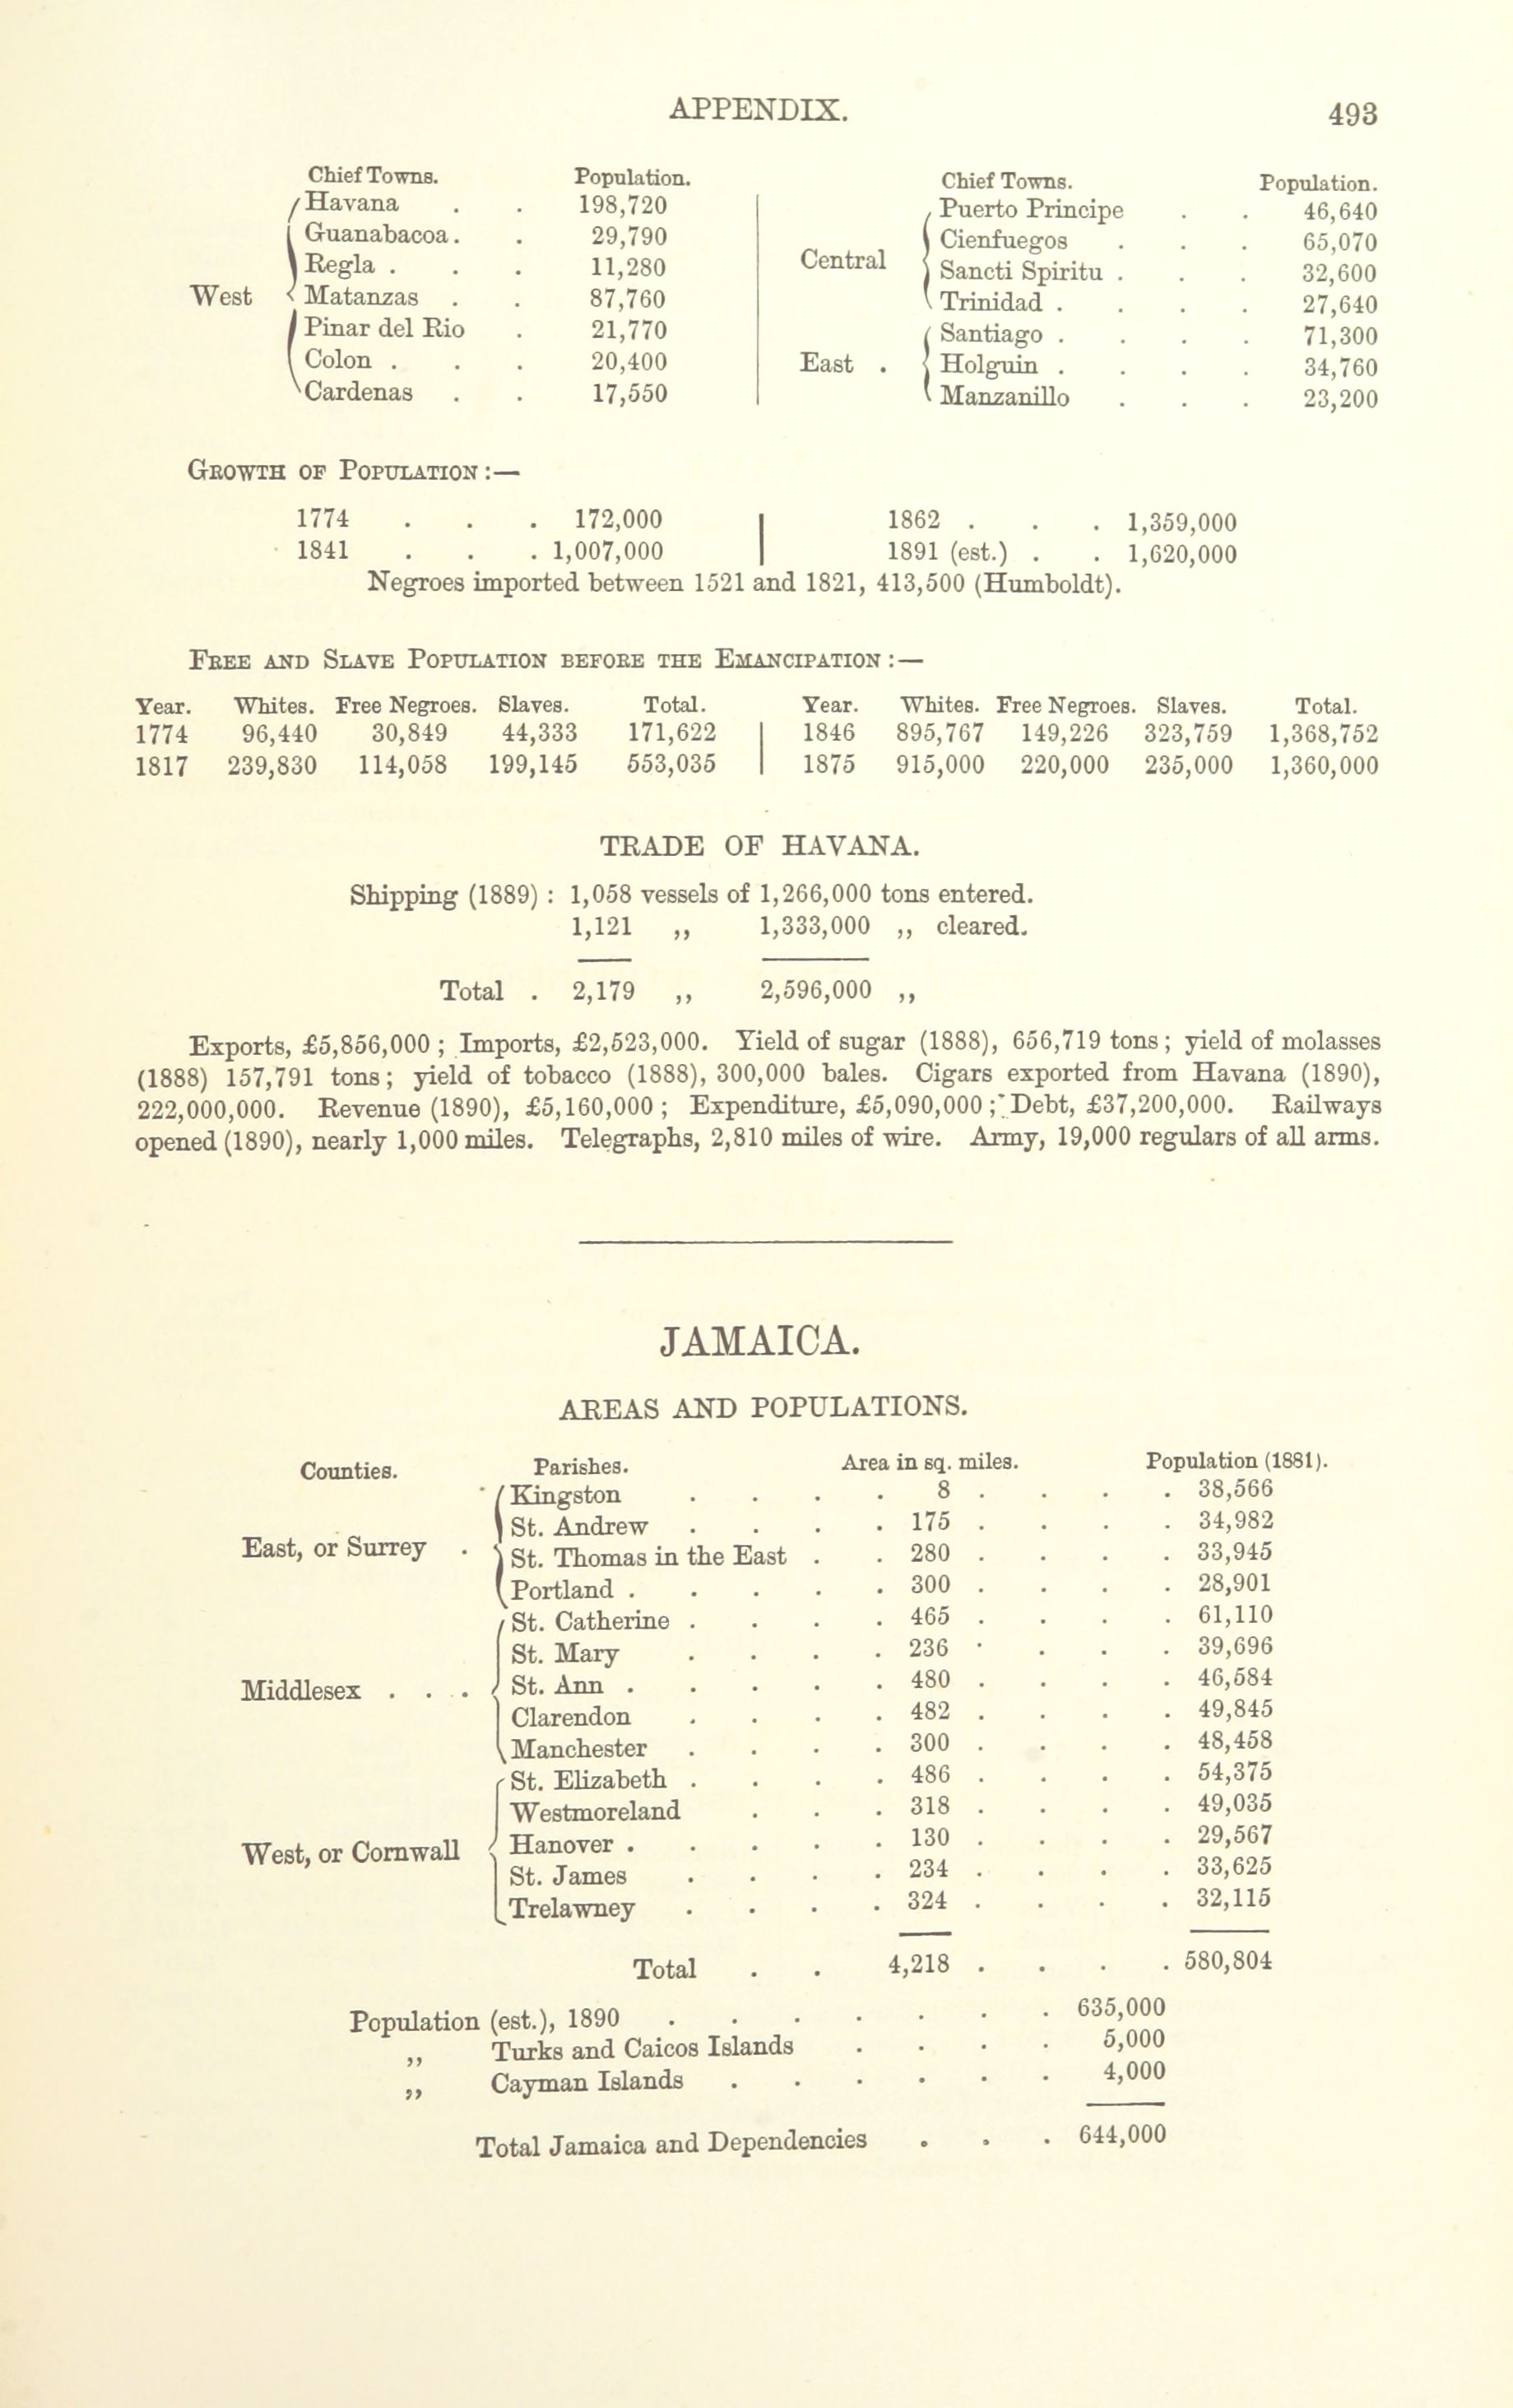 APPENDIX. 493
Chief Towns. Population.
Havana . . 198,720
Guanabacoa . . 29,790
Regla . . . 11,280
West Matanzas . . 87,760
Pinar del Rio . 21,770
Colon . . . 20,400
Cardenas . . 17,550
Chief Towns. Population.
Puerto Principe . . 46,640
Cienfuegos . . . 65,070
Central
Sancti Spiritu . . . 32,600
Trinidad . . . . 27,640
Santiago . . . . 71,300
East . Holguin . . . . 34,760
Manzanillo . . . 23,200
GROWTH OF POPULATION :—
1774 . . . 172,000 | 1862 . . . 1,359,000
1841 . . . 1,007,000 | 1891 (est.) . . 1,620,000
Negroes imported between 1521 and 1821, 413,500 (Humboldt).
FREE AND SLAVE POPULATION BEFORE THE EMANCIPATION :—
Year. Whites. Free Negroes. Slaves. Total. Year. Whites. Free Negroes. Slaves. Total.
1774 96,440 30,849 44,333 171,622 | 1846 895,767 149,226 323,759 1,368,752
1817 239,830 114,058 199,145 553,035 | 1875 915,000 220,000 235,000 1,360,000
TRADE OF HAVANA.
Shipping (1889) : 1,058 vessels of 1,266,000 tons entered.
1,121 ,, 1,333,000 ,, cleared.
Total . 2,179 ,, 2,596,000 ,,
Exports, £5,856,000 ; Imports, £2,523,000. Yield of sugar (1888), 656,719 tons ; yield of molasses
(1888) 157,791 tons ; yield of tobacco (1888), 300,000 bales. Cigars exported from Havana (1890),
222,000,000. Revenue (1890), £5,160,000 ; Expenditure, £5,090,000 ; Debt, £37,200,000. Railways
opened (1890), nearly 1,000 miles. Telegraphs, 2,810 miles of wire. Army, 19,000 regulars of all arms.
JAMAICA.
AREAS AND POPULATIONS.
Counties. Parishes. Area in sq. miles. Population (1881).
Kingston . . . . 8 . . . . 38,566
St. Andrew . . . . 175 . . . . 34,982
East, or Surrey . St. Thomas in the East . . 280 . . . . 33,945
Portland . . . . . 300 . . . . 28,901
St. Catherine . . . . 465 . . . . 61,110
St. Mary . . . . 236 . . . . 39,696
Middlesex . . . St. Ann . . . . . 480 . . . . 46,584
Clarendon . . . . 482 . . . . 49,845
Manchester . . . . 300 . . . . 48,458
St. Elizabeth . . . . 486 . . . . 54,375
Westmoreland . . . 318 . . . . 49,035
West, or Cornwall Hanover . . . . . 130 . . . . 29,567
St. James . . . . 234 . . . . 33,625
Trelawney . . . . 324 . . . . 32,115
Total . . 4,218 . . . . 580,804
Population (est.), 1890 . . . . . . . 635,000
,, Turks and Caicos Islands . . . . 5,000
,, Cayman Islands . . . . . . 4,000
Total Jamaica and Dependencies . . . 644,000